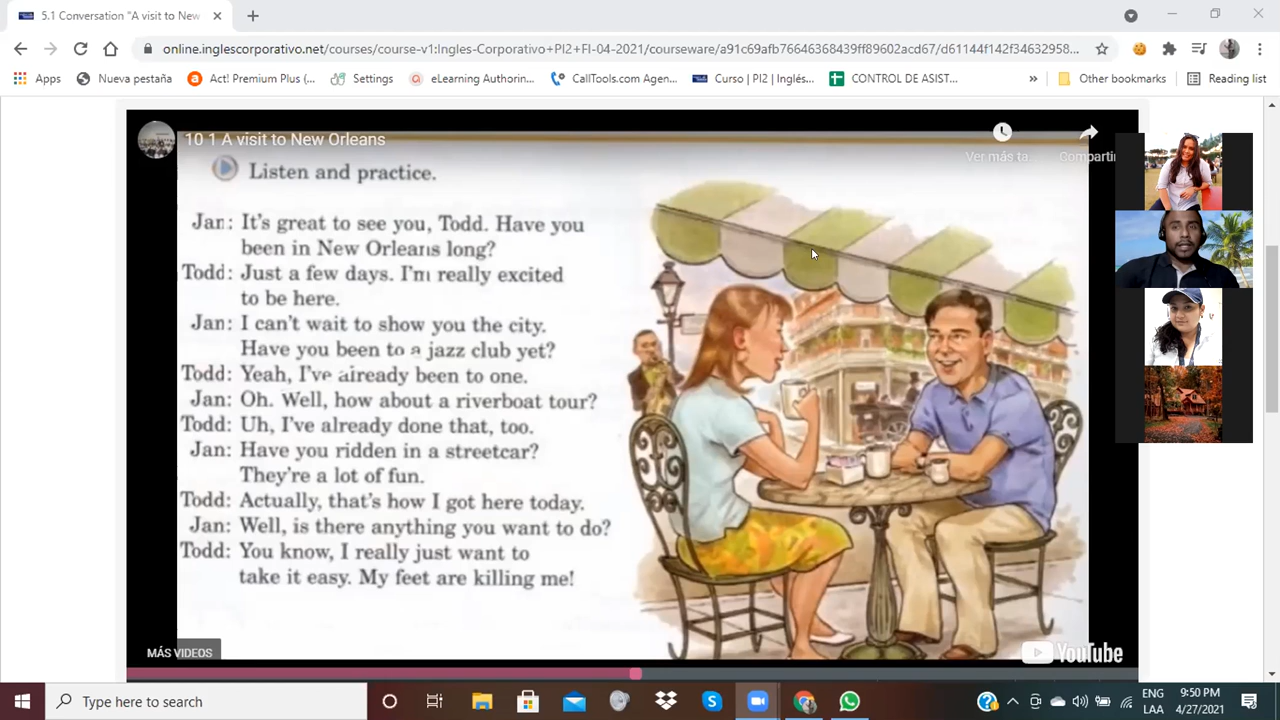 5.1 Conversation "A visit to New
online.inglescorporativo.net/courses/course-v1:Ingles-Corporativo+PI2+FI-04-2021/courseware/a91c69afb76646368439ff89602acd67/d61144f142f34632958...
Apps Nueva pestaña Act! Premium Plus (... Settings eLearning Authorin... CallTools.com Agen... Curso | PI2 | Inglés... CONTROL DE ASIST... » Other bookmarks Reading list
10 1 A visit to New Orleans
Ver más ta Comparti
Listen and practice.
Jan: It's great to see you, Todd. Have you
been in New Orleans long?
Todd: Just a few days. I'm really excited
to be here.
Jan: I can't wait to show you the city.
Have you been to a jazz club yet?
Todd: Yeah, I've already been to one.
Jan: Oh. Well, how about a riverboat tour?
Todd: Uh, I've already done that, too.
Jan: Have you ridden in a streetcar?
They're a lot of fun.
Todd: Actually, that's how I got here today.
Jan: Well, is there anything you want to do?
Todd: You know, I really just want to
take it easy. My feet are killing me!
MÁS VIDEOS
YouTube
Type here to search
ENG 9:50 PM
LAA 4/27/2021